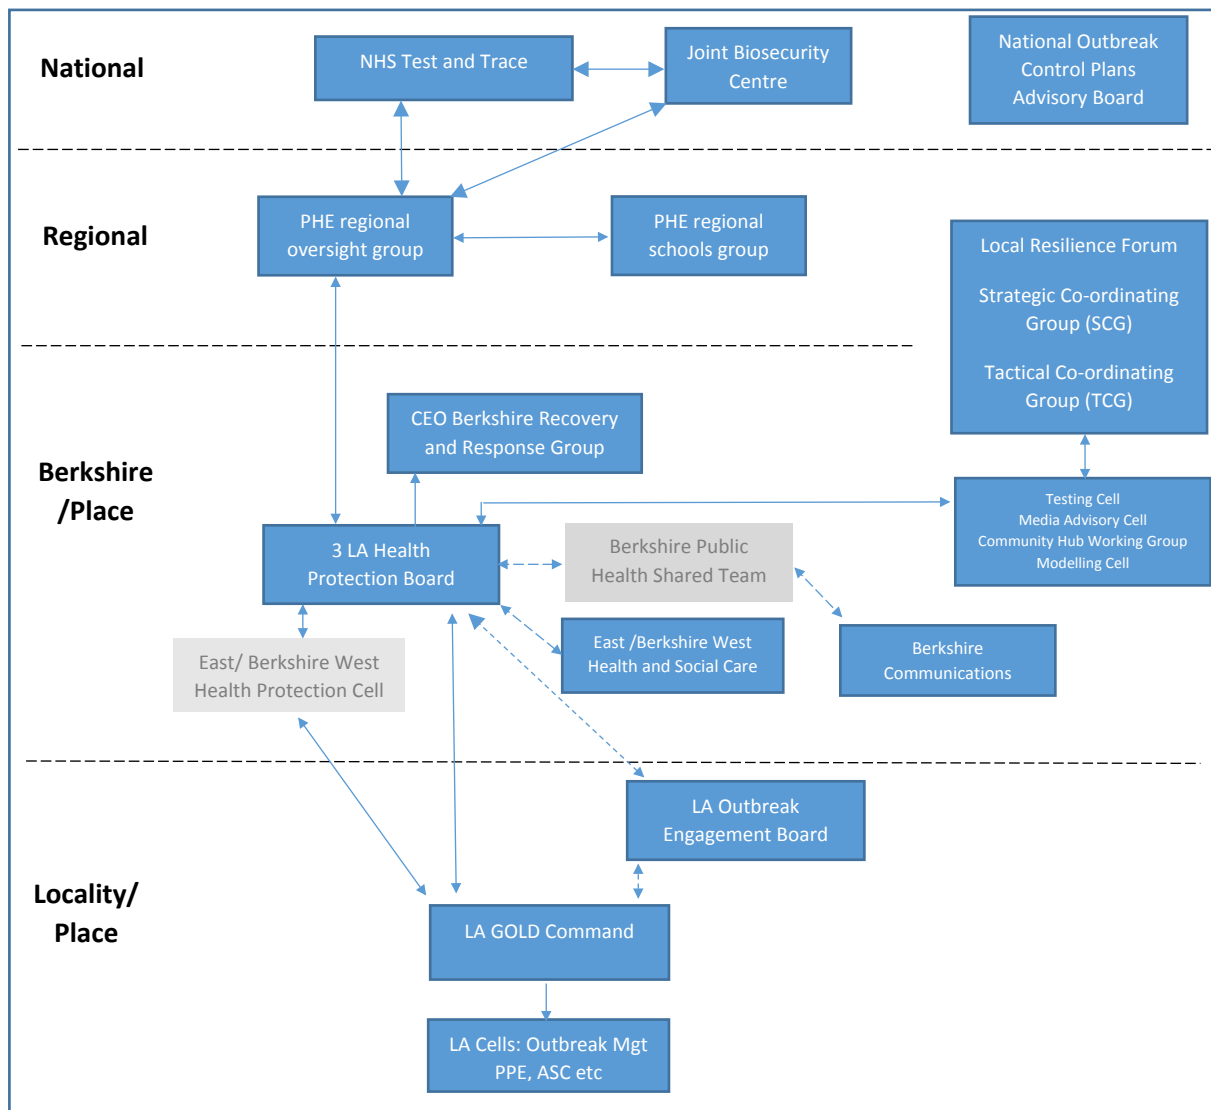 National
NHS Test and Trace
Joint Biosecurity
Centre
National Outbreak
Control Plans
Advisory Board
Regional
PHE regional
oversight group
PHE regional
schools group
Local Resilience Forum
Strategic Co-ordinating
Group (SCG)
Tactical Co-ordinating
Group (TCG)
Berkshire
/Place
CEO Berkshire Recovery
and Response Group
Testing Cell
Media Advisory Cell
Community Hub Working Group
Modelling Cell
3 LA Health
Protection Board
Berkshire Public
Health Shared Team
East/ Berkshire West
Health Protection Cell
East /Berkshire West
Health and Social Care
Berkshire
Communications
Locality/
Place
LA Outbreak
Engagement Board
LA GOLD Command
LA Cells: Outbreak Mgt
PPE, ASC etc